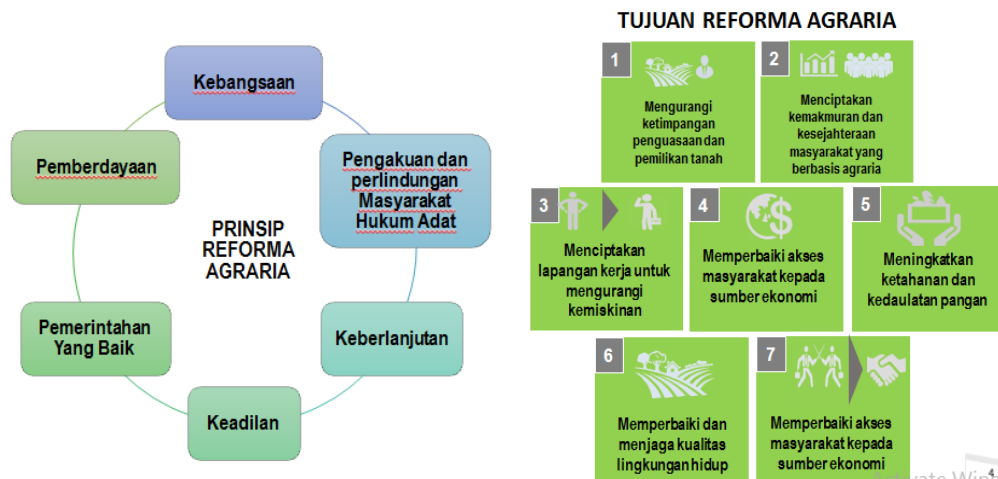 Kebangsaan
Pengakuan dan
perlindungan
Masyarakat
Hukum Adat
Keberlanjutan
Keadilan
Pemerintahan
Yang Baik
Pemberdayaan
PRINSIP
REFORMA
AGRARIA
TUJUAN REFORMA AGRARIA
1
Mengurangi
ketimpangan
penguasaan dan
pemilikan tanah
2
Menciptakan
kemakmuran dan
kesejahteraan
masyarakat yang
berbasis agraria
3
Menciptakan
lapangan kerja untuk
mengurangi
kemiskinan
4
Memperbaiki akses
masyarakat kepada
sumber ekonomi
5
Meningkatkan
ketahanan dan
kedaulatan pangan
6
Memperbaiki dan
menjaga kualitas
lingkungan hidup
7
Memperbaiki akses
masyarakat kepada
sumber ekonomi
4